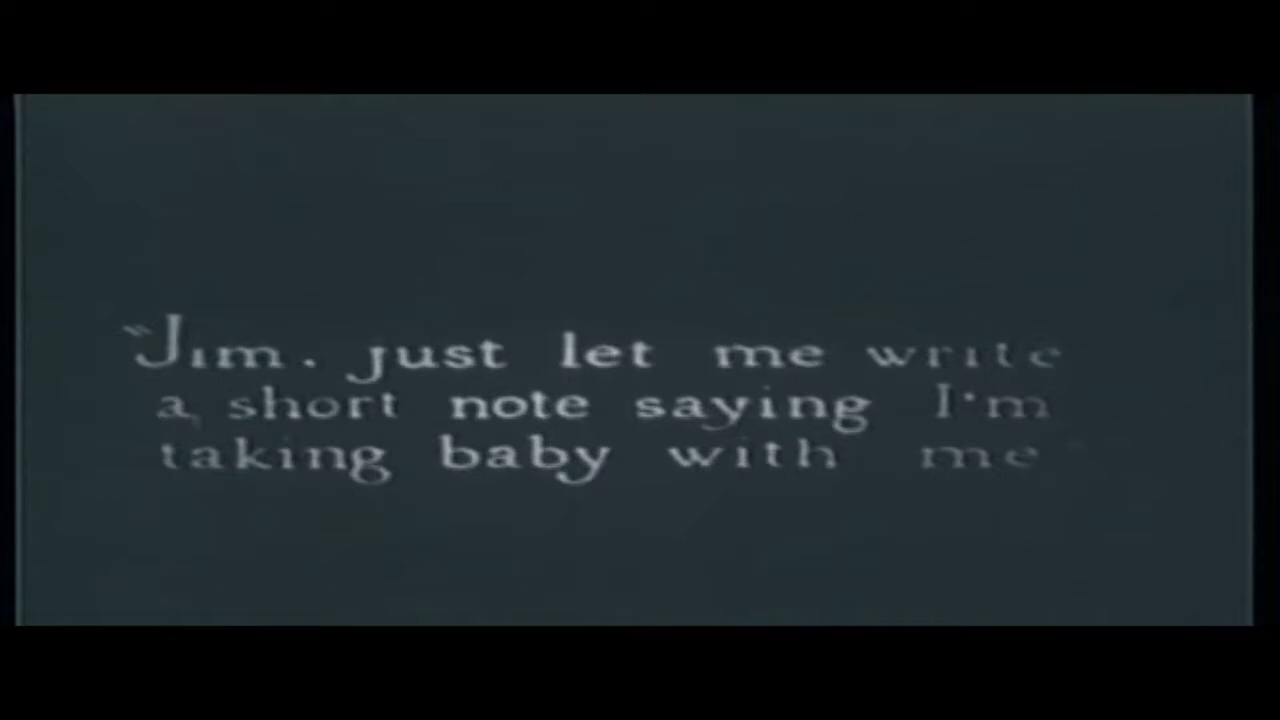 "Jim, just let me write
a short note saying I'm
taking baby with me"